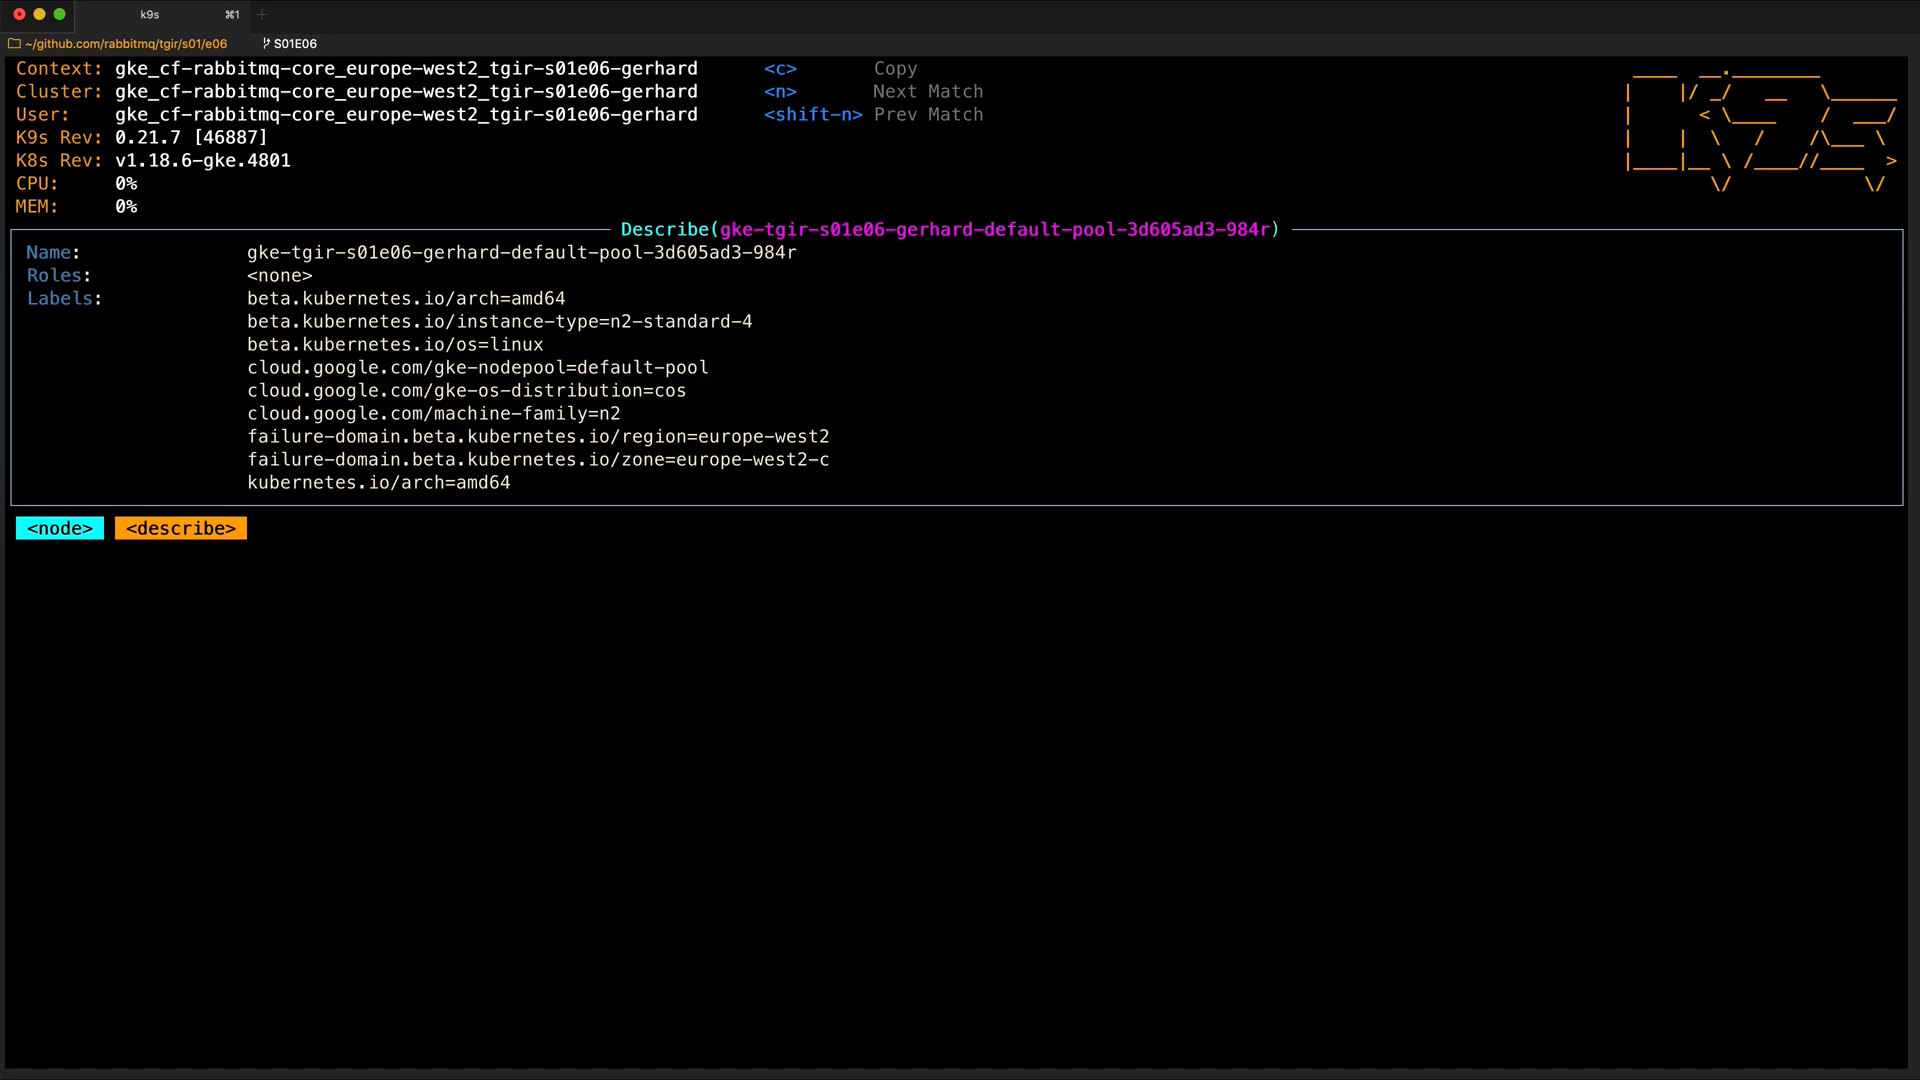 k9s ⌘1 +
~/github.com/rabbitmq/tgir/s01/e06 S01E06
Context: gke_cf-rabbitmq-core_europe-west2_tgir-s01e06-gerhard <c> Copy
Cluster: gke_cf-rabbitmq-core_europe-west2_tgir-s01e06-gerhard <n> Next Match
User: gke_cf-rabbitmq-core_europe-west2_tgir-s01e06-gerhard <shift-n> Prev Match
K9s Rev: 0.21.7 [46887]
K8s Rev: v1.18.6-gke.4801
CPU: 0%
MEM: 0%
Describe(gke-tgir-s01e06-gerhard-default-pool-3d605ad3-984r)
Name: gke-tgir-s01e06-gerhard-default-pool-3d605ad3-984r
Roles: <none>
Labels: beta.kubernetes.io/arch=amd64
beta.kubernetes.io/instance-type=n2-standard-4
beta.kubernetes.io/os=linux
cloud.google.com/gke-nodepool=default-pool
cloud.google.com/gke-os-distribution=cos
cloud.google.com/machine-family=n2
failure-domain.beta.kubernetes.io/region=europe-west2
failure-domain.beta.kubernetes.io/zone=europe-west2-c
kubernetes.io/arch=amd64
<node> <describe>